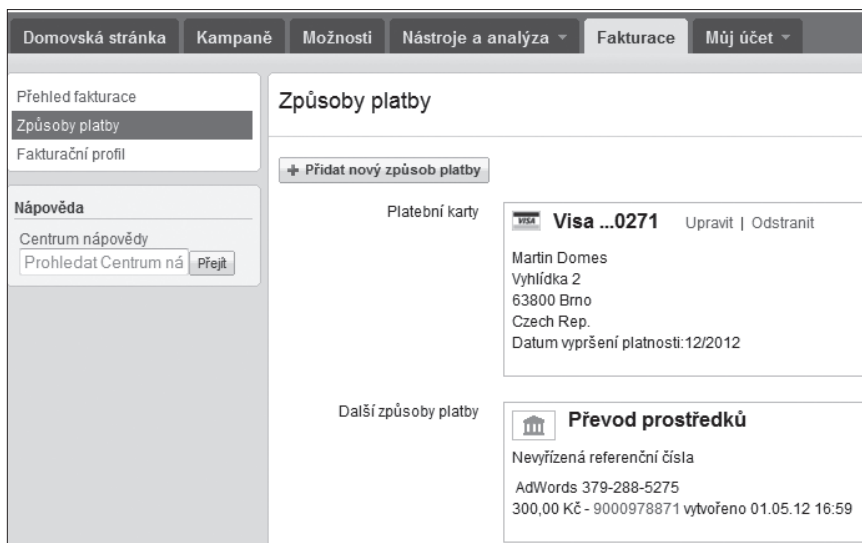 Domovská stránka Kampaně Možnosti Nástroje a analýza Fakturace Můj účet
Přehled fakturace
Způsoby platby
Fakturační profil
Nápověda
Centrum nápovědy
Prohledat Centrum ná Přejít
Způsoby platby
+ Přidat nový způsob platby
Platební karty
VISA Visa ...0271 Upravit | Odstranit
Martin Domes
Vyhlídka 2
63800 Brno
Czech Rep.
Datum vypršení platnosti:12/2012
Další způsoby platby
Převod prostředků
Nevyřízená referenční čísla
AdWords 379-288-5275
300,00 Kč - 9000978871 vytvořeno 01.05.12 16:59